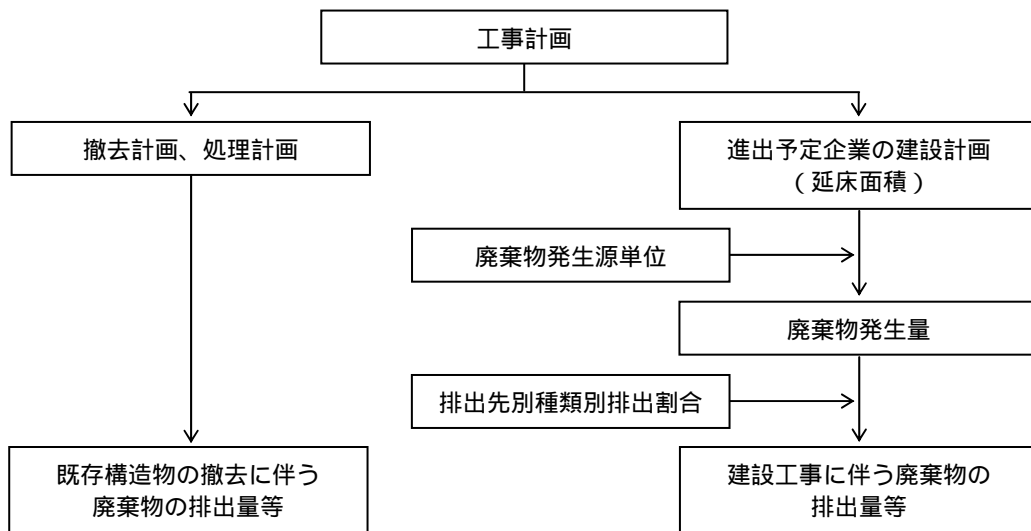 工事計画
撤去計画、処理計画
進出予定企業の建設計画
（延床面積）
廃棄物発生源単位
廃棄物発生量
排出先別種類別排出割合
既存構造物の撤去に伴う
廃棄物の排出量等
建設工事に伴う廃棄物の
排出量等